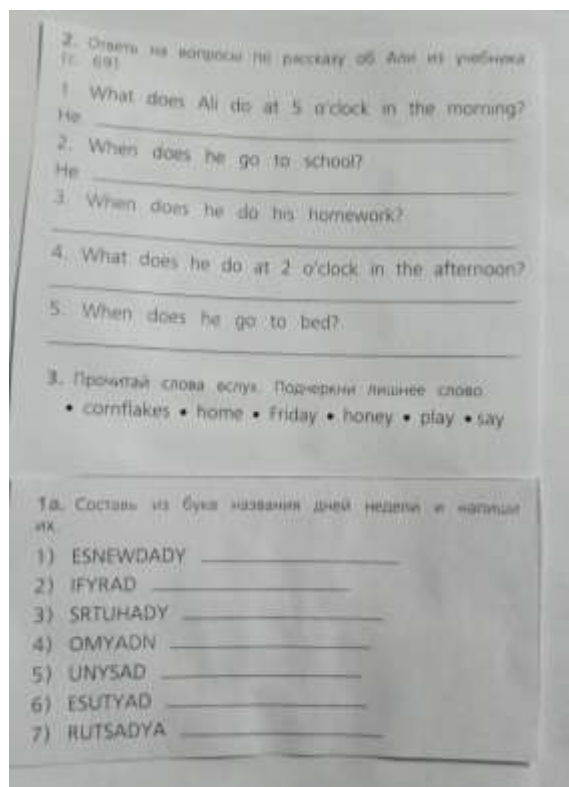 2. Ответь на вопросы по рассказу об Али из учебника
(с. 69).
1. What does Ali do at 5 o'clock in the morning?
He
2. When does he go to school?
He
3. When does he do his homework?
4. What does he do at 2 o'clock in the afternoon?
5. When does he go to bed?
3. Прочитай слова вслух. Подчеркни лишнее слово.
• cornflakes • home • Friday • honey • play • say
1a. Составь из букв названия дней недели и напиши
их.
1) ESNEWDADY
2) IFYRAD
3) SRTUHADY
4) OMYADN
5) UNYSAD
6) ESUTYAD
7) RUTSADYA